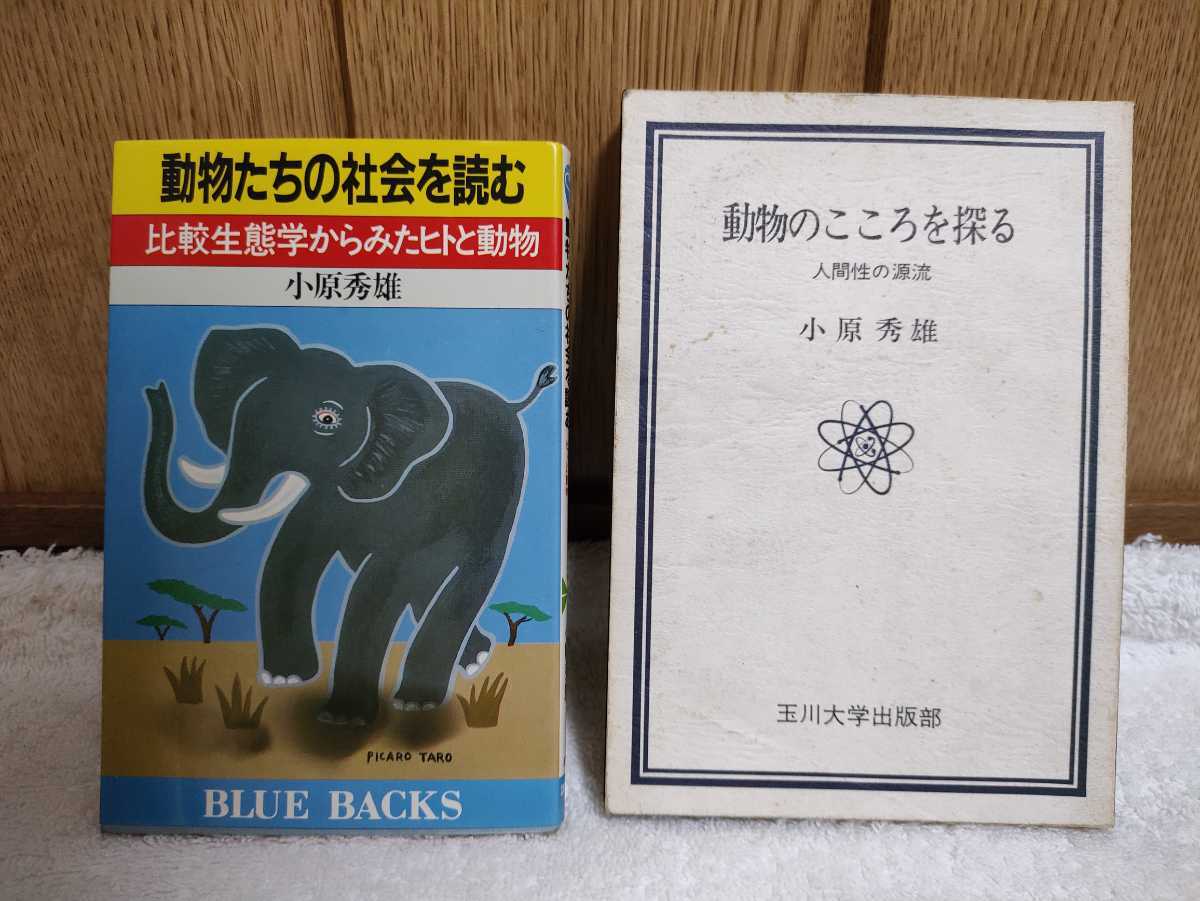 動物たちの社会を読む
比較生態学からみたヒトと動物
小原秀雄
PICARO TARO
BLUE BACKS
動物のこころを探る
人間性の源流
小原秀雄
玉川大学出版部